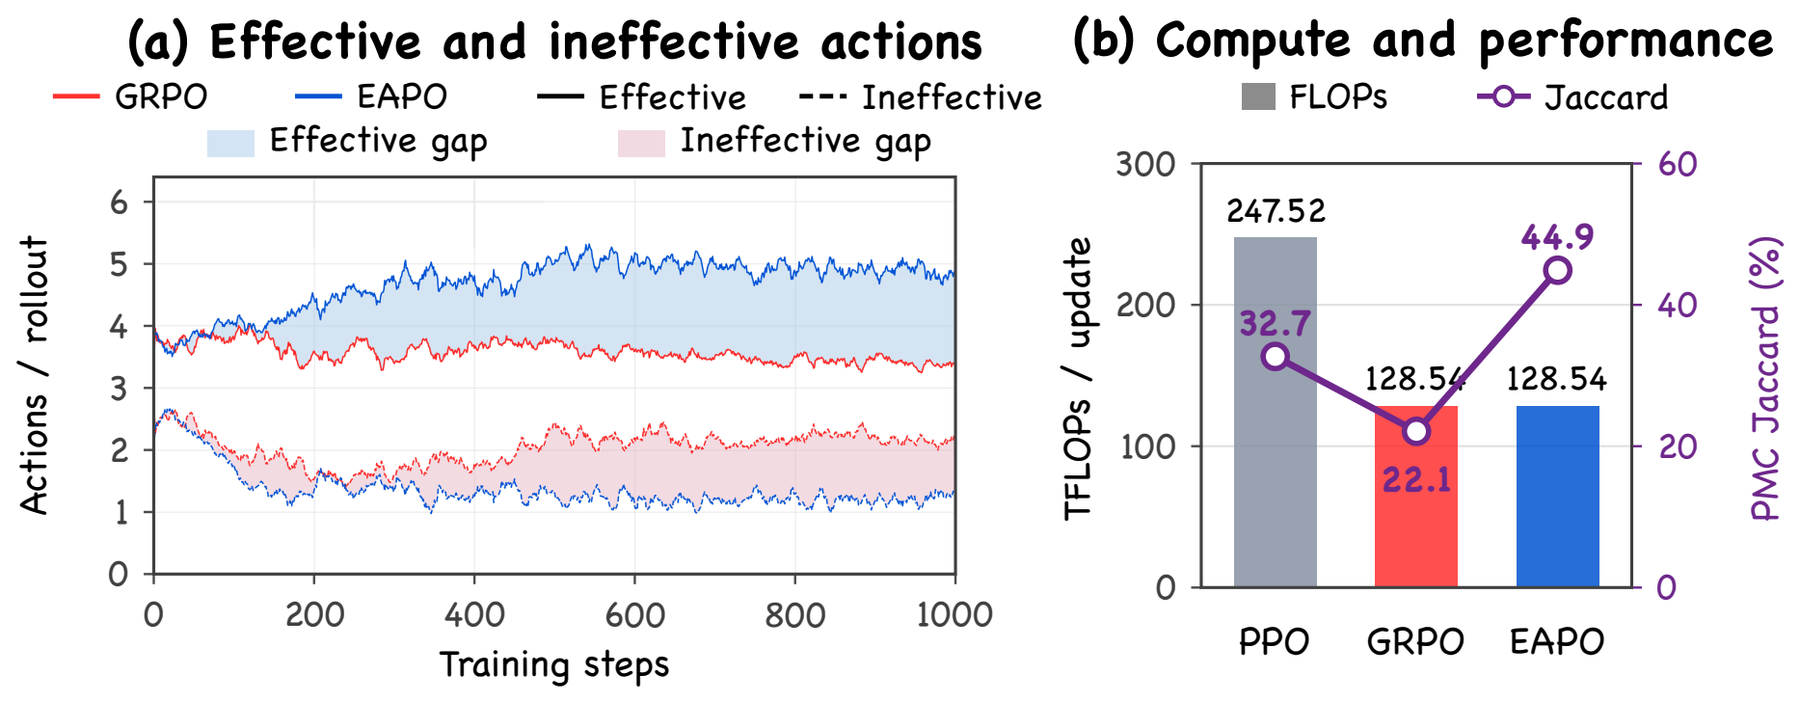 (a) Effective and ineffective actions
GRPO EAPO Effective Ineffective
Effective gap Ineffective gap
Actions / rollout
6
5
4
3
2
1
0
0 200 400 600 800 1000
Training steps
(b) Compute and performance
FLOPs Jaccard
TFLOPs / update
300
200
100
0
247.52
128.54
128.54
32.7
22.1
44.9
60
40
20
0
PMC Jaccard (%)
PPO GRPO EAPO